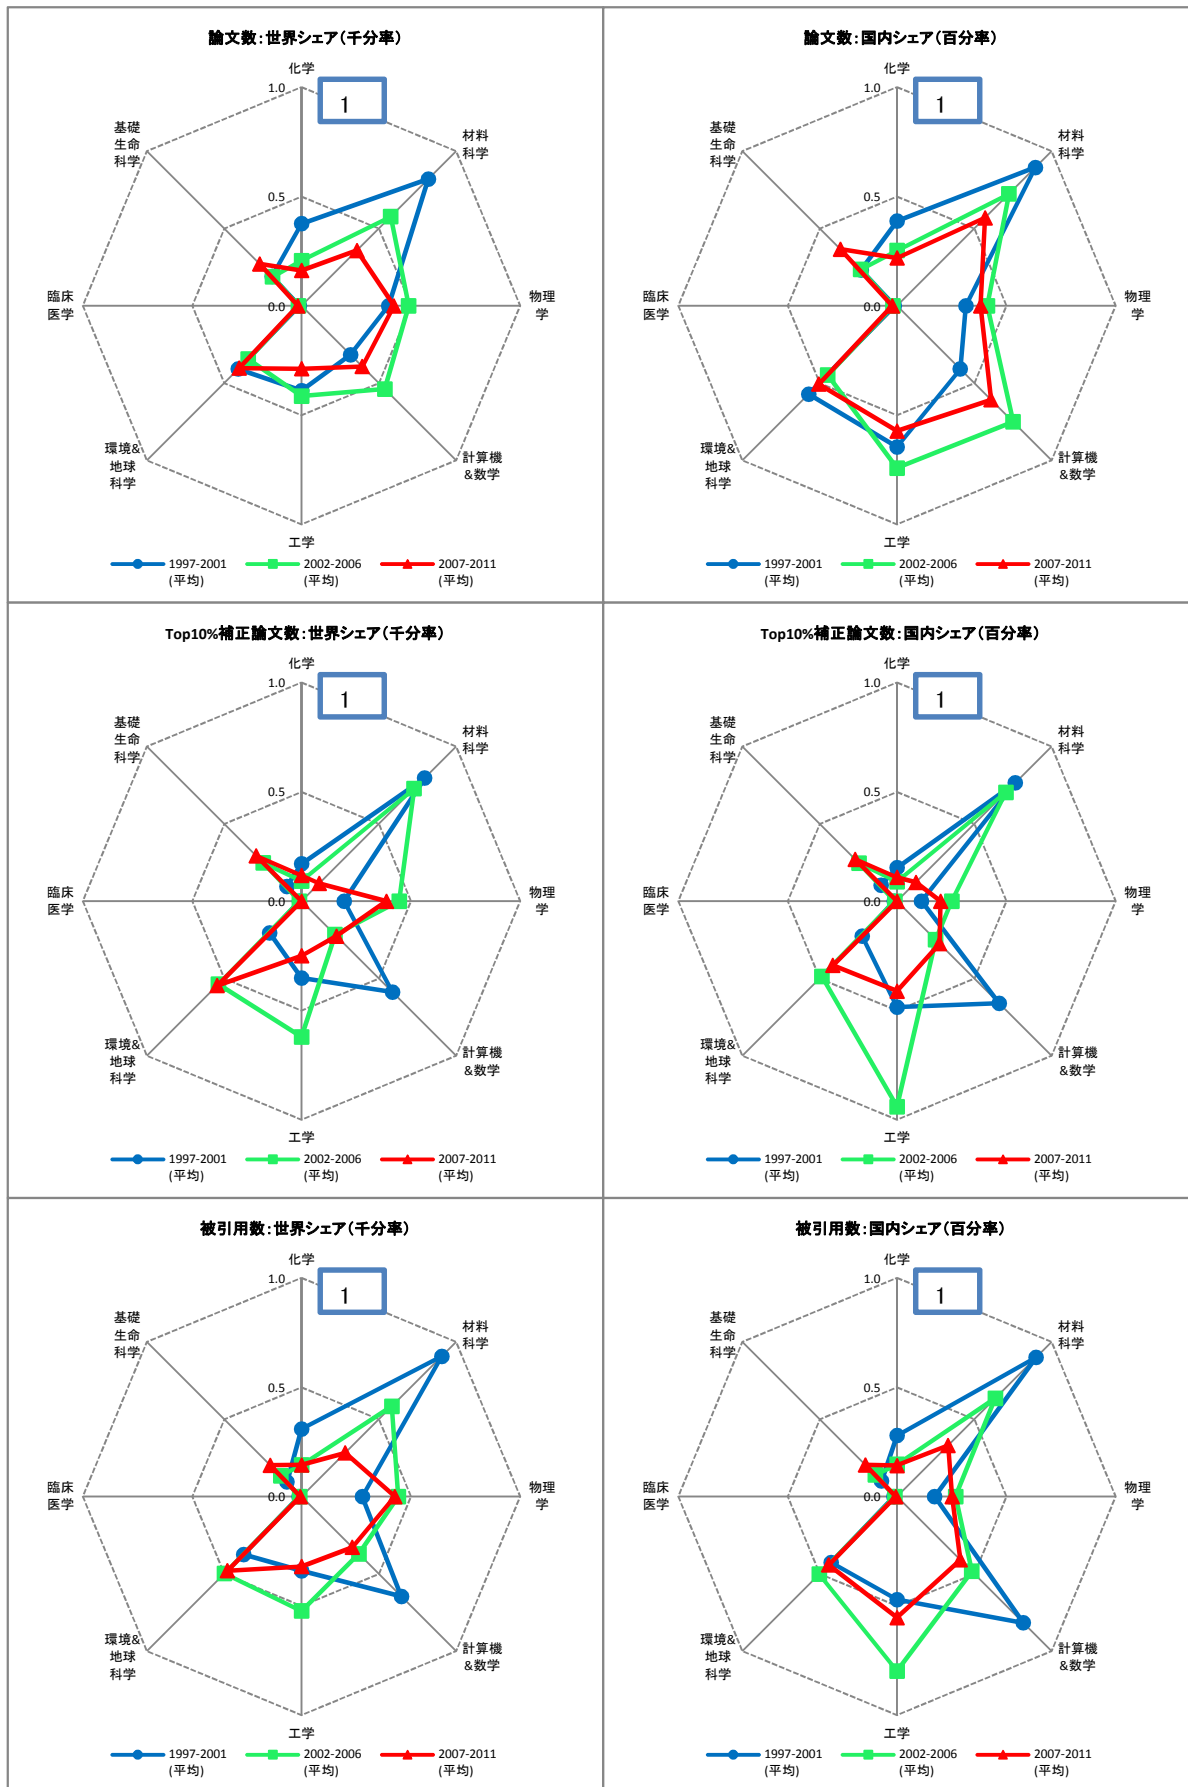 論文数：世界シェア（千分率）
化学
1.0
1
材料
科学
基礎
生命
科学
0.5
臨床
医学
0.0
物理
学
環境&
地球
科学
計算機
&数学
工学
1997-2001
(平均)
2002-2006
(平均)
2007-2011
(平均)
論文数：国内シェア（百分率）
化学
1.0
1
材料
科学
基礎
生命
科学
0.5
臨床
医学
0.0
物理
学
環境&
地球
科学
計算機
&数学
工学
1997-2001
(平均)
2002-2006
(平均)
2007-2011
(平均)
Top10%補正論文数：世界シェア（千分率）
化学
1.0
1
材料
科学
基礎
生命
科学
0.5
臨床
医学
0.0
物理
学
環境&
地球
科学
計算機
&数学
工学
1997-2001
(平均)
2002-2006
(平均)
2007-2011
(平均)
Top10%補正論文数：国内シェア（百分率）
化学
1.0
1
材料
科学
基礎
生命
科学
0.5
臨床
医学
0.0
物理
学
環境&
地球
科学
計算機
&数学
工学
1997-2001
(平均)
2002-2006
(平均)
2007-2011
(平均)
被引用数：世界シェア（千分率）
化学
1.0
1
材料
科学
基礎
生命
科学
0.5
臨床
医学
0.0
物理
学
環境&
地球
科学
計算機
&数学
工学
1997-2001
(平均)
2002-2006
(平均)
2007-2011
(平均)
被引用数：国内シェア（百分率）
化学
1.0
1
材料
科学
基礎
生命
科学
0.5
臨床
医学
0.0
物理
学
環境&
地球
科学
計算機
&数学
工学
1997-2001
(平均)
2002-2006
(平均)
2007-2011
(平均)